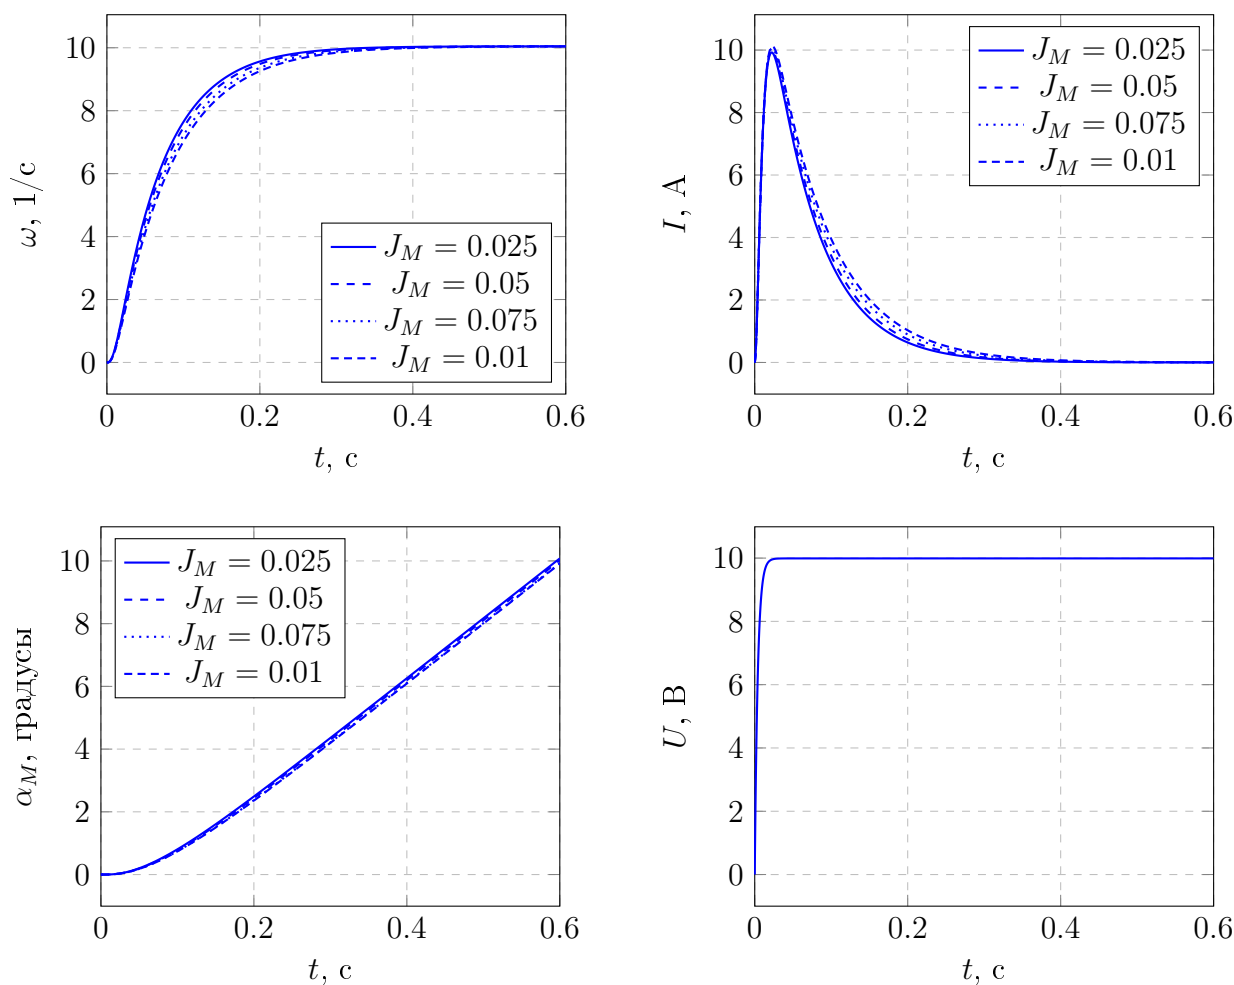 10
8
6
4
2
0
0
0.2
0.4
0.6
ω, 1/с
t, с
J_M = 0.025
J_M = 0.05
J_M = 0.075
J_M = 0.01
10
8
6
4
2
0
0
0.2
0.4
0.6
I, А
t, с
J_M = 0.025
J_M = 0.05
J_M = 0.075
J_M = 0.01
10
8
6
4
2
0
0
0.2
0.4
0.6
α_M, градусы
t, с
J_M = 0.025
J_M = 0.05
J_M = 0.075
J_M = 0.01
10
8
6
4
2
0
0
0.2
0.4
0.6
U, В
t, с